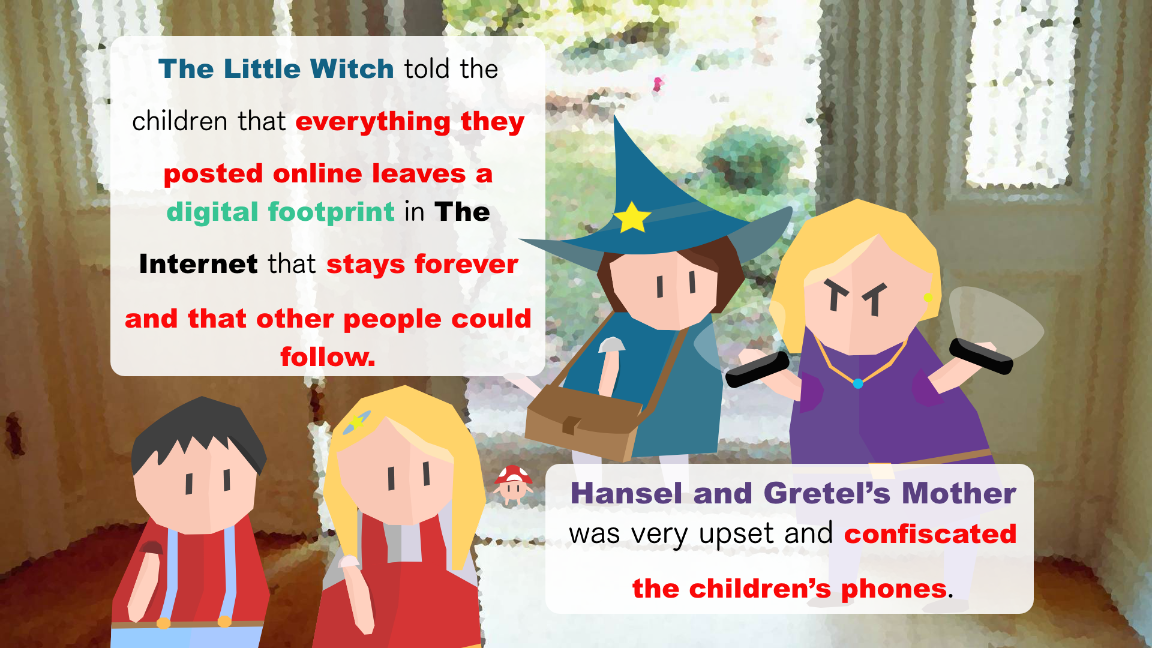 The Little Witch told the
children that everything they
posted online leaves a
digital footprint in The
Internet that stays forever
and that other people could
follow.
Hansel and Gretel’s Mother
was very upset and confiscated
the children’s phones.